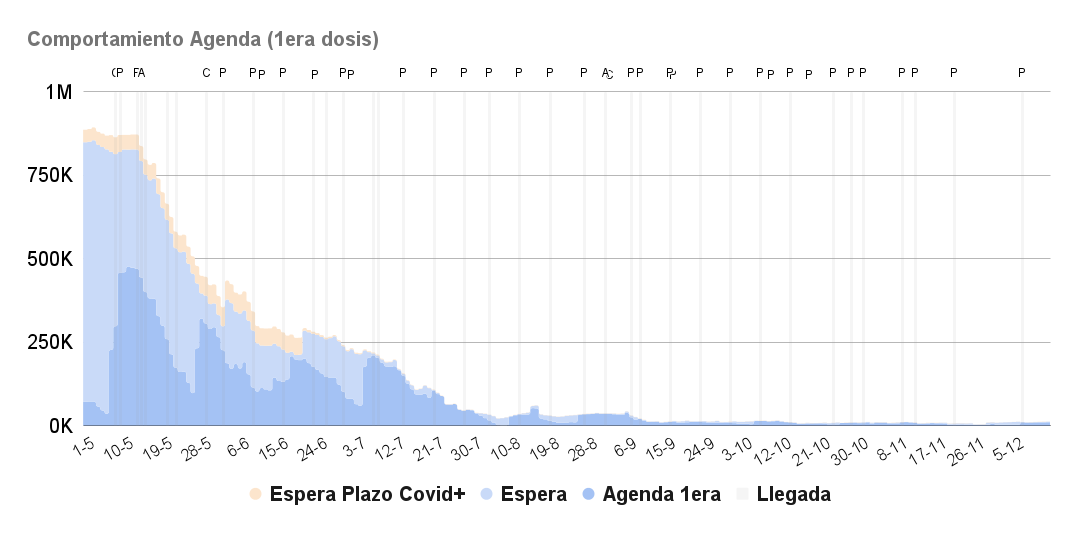 Comportamiento Agenda (1era dosis)
P A C P P P P P P P P P P P P P P P P P P P P P P P P P P P P P P P P P P
1M
750K
500K
250K
0K
1-5 10-5 19-5 28-5 6-6 15-6 24-6 3-7 12-7 21-7 30-7 10-8 19-8 28-8 6-9 15-9 24-9 3-10 12-10 21-10 30-10 8-11 17-11 26-11 5-12
Espera Plazo Covid+ Espera Agenda 1era Llegada